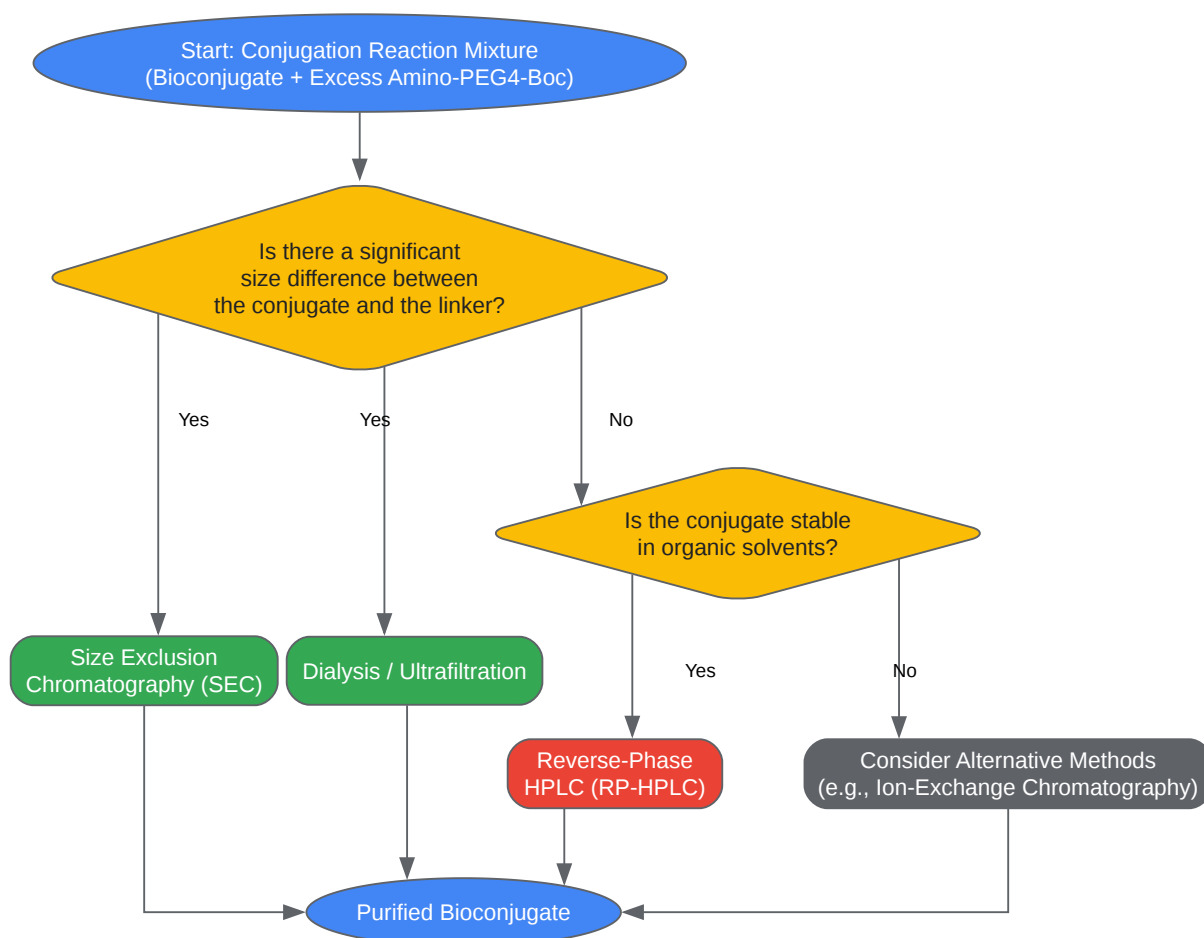 Start: Conjugation Reaction Mixture
(Bioconjugate + Excess Amino-PEG4-Boc)
Is there a significant
size difference between
the conjugate and the linker?
Yes
Yes
No
Is the conjugate stable
in organic solvents?
Size Exclusion
Chromatography (SEC)
Dialysis / Ultrafiltration
Yes
No
Reverse-Phase
HPLC (RP-HPLC)
Consider Alternative Methods
(e.g., Ion-Exchange Chromatography)
Purified Bioconjugate